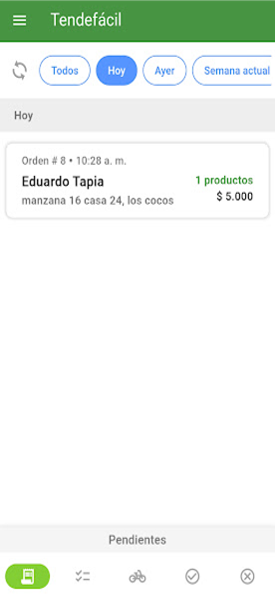 Tendefácil
Todos
Hoy
Ayer
Semana actual
Hoy
Orden # 8 • 10:28 a. m.
Eduardo Tapia
1 productos
manzana 16 casa 24, los cocos
$ 5.000
Pendientes